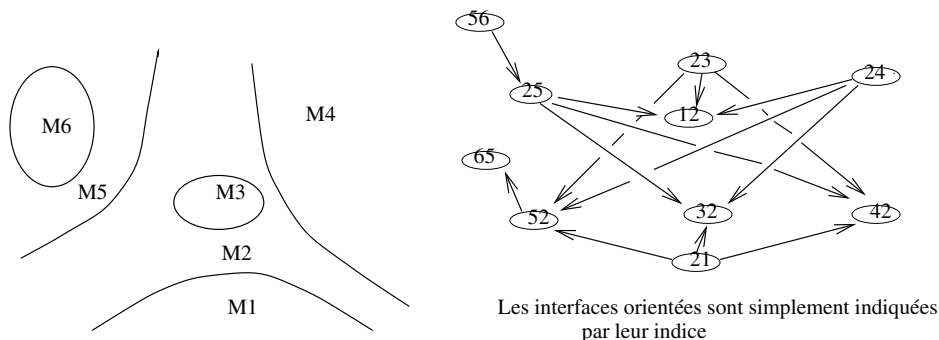 M6
M5
M4
M3
M2
M1
56
23
24
25
12
65
52
32
42
21
Les interfaces orientées sont simplement indiquées
par leur indice